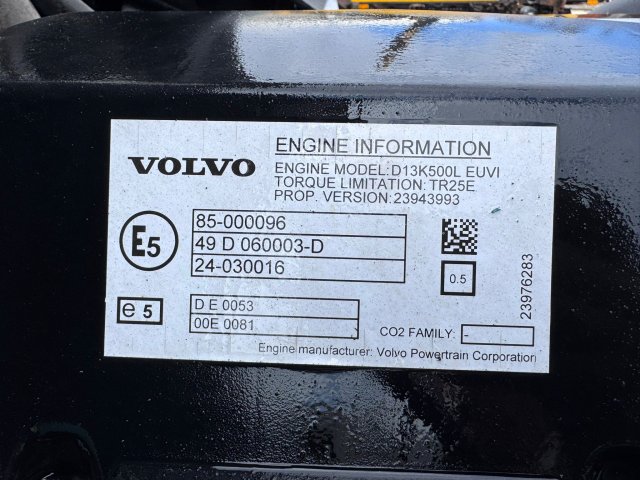 VOLVO
ENGINE INFORMATION
ENGINE MODEL:D13K500L EUVI
TORQUE LIMITATION: TR25E
PROP. VERSION:23943993
E5
85-000096
49 D 060003-D
24-030016
0.5
23976283
e 5
D E 0053
00E 0081
CO2 FAMILY: -
Engine manufacturer: Volvo Powertrain Corporation